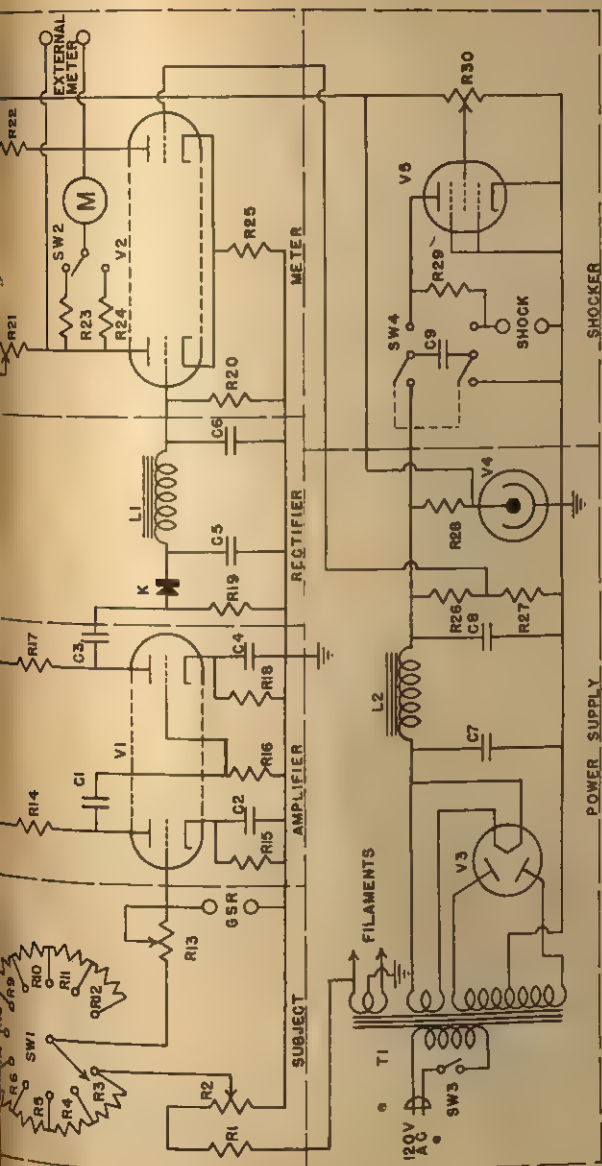 R9
R10
R11
R12
R6
R5
R4
R3
SW1
R14
R17
R21
R22
C1
C3
SW2
EXTERNAL
METER
M
R23
R24
V2
V1
K
L1
R13
R2
R1
GSR
R15
C2
R16
R18
C4
R19
C5
C6
R20
R25
SUBJECT
AMPLIFIER
RECTIFIER
METER
FILAMENTS
T1
120V
AC
SW3
V3
L2
C7
C8
R26
R27
R28
V4
SW4
C9
R29
SHOCK
V5
R30
POWER SUPPLY
SHOCKER